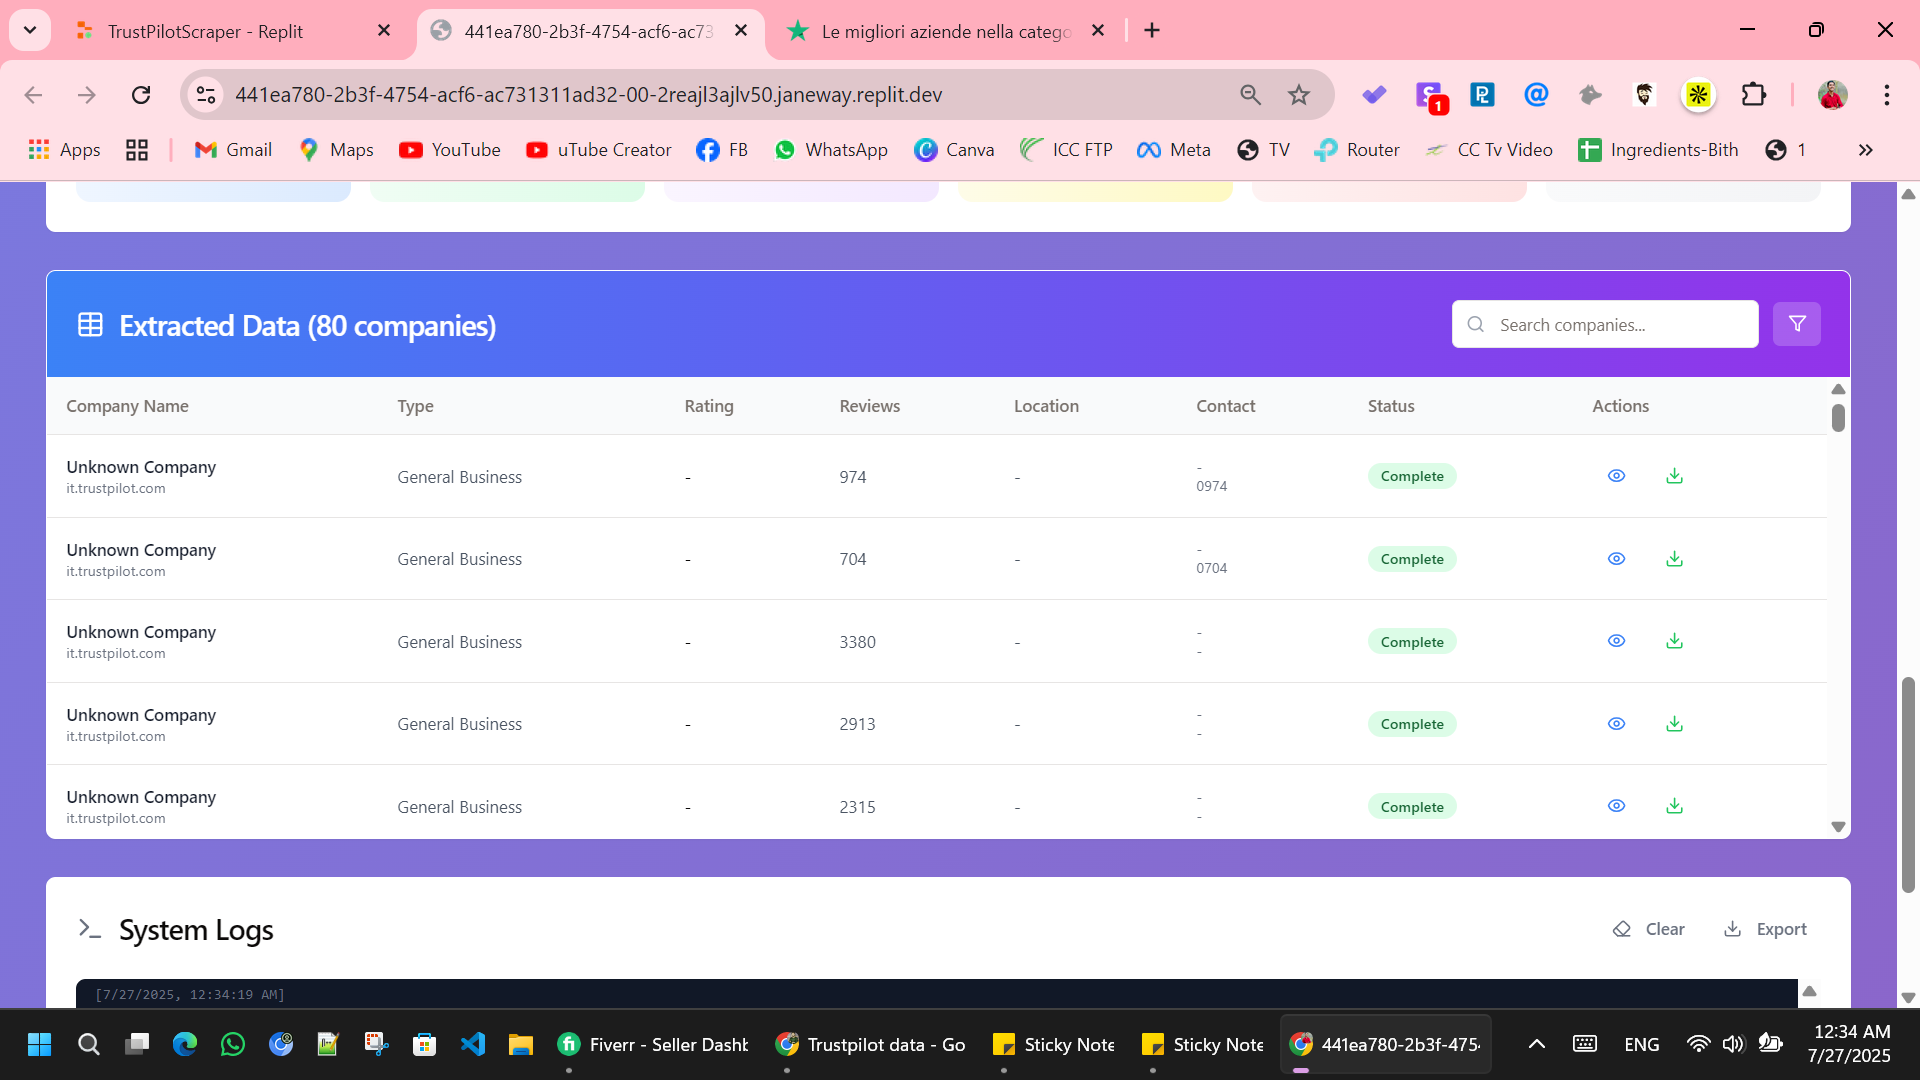 TrustPilotScraper - Replit
441ea780-2b3f-4754-acf6-ac73
Le migliori aziende nella catego
441ea780-2b3f-4754-acf6-ac731311ad32-00-2reajl3ajlv50.janeway.replit.dev
1
Apps
Gmail
Maps
YouTube
uTube Creator
FB
WhatsApp
Canva
ICC FTP
Meta
TV
Router
CC Tv Video
Ingredients-Bith
1
Extracted Data (80 companies)
Search companies...
Company Name Type Rating Reviews Location Contact Status Actions
Unknown Company
it.trustpilot.com
General Business - 974 - -
0974
Complete
Unknown Company
it.trustpilot.com
General Business - 704 - -
0704
Complete
Unknown Company
it.trustpilot.com
General Business - 3380 - -
-
Complete
Unknown Company
it.trustpilot.com
General Business - 2913 - -
-
Complete
Unknown Company
it.trustpilot.com
General Business - 2315 - -
-
Complete
System Logs
Clear
Export
[7/27/2025, 12:34:19 AM]
Fiverr - Seller Dashb
Trustpilot data - Go
Sticky Note
Sticky Note
441ea780-2b3f-475
ENG
12:34 AM
7/27/2025